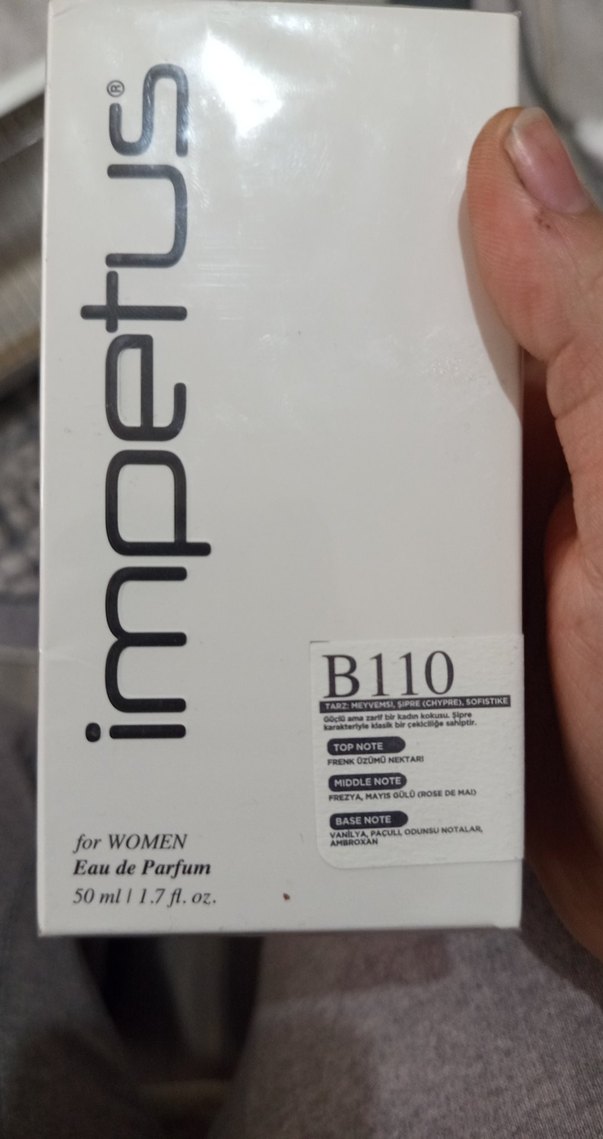 impetus®
B110
TARZ: MEYVEMSİ, ŞİPRE (CHYPRE), SOFİSTİKE
Güçlü ama zarif bir kadın kokusu. Şipre
karakteriyle klasik bir çekiciliğe sahiptir.
TOP NOTE
FRENK ÜZÜMÜ NEKTARI
MIDDLE NOTE
FREZYA, MAYIS GÜLÜ (ROSE DE MAI)
BASE NOTE
VANİLYA, PAÇULİ, ODUNSU NOTALAR,
AMBROXAN
for WOMEN
Eau de Parfum
50 ml | 1.7 fl. oz.